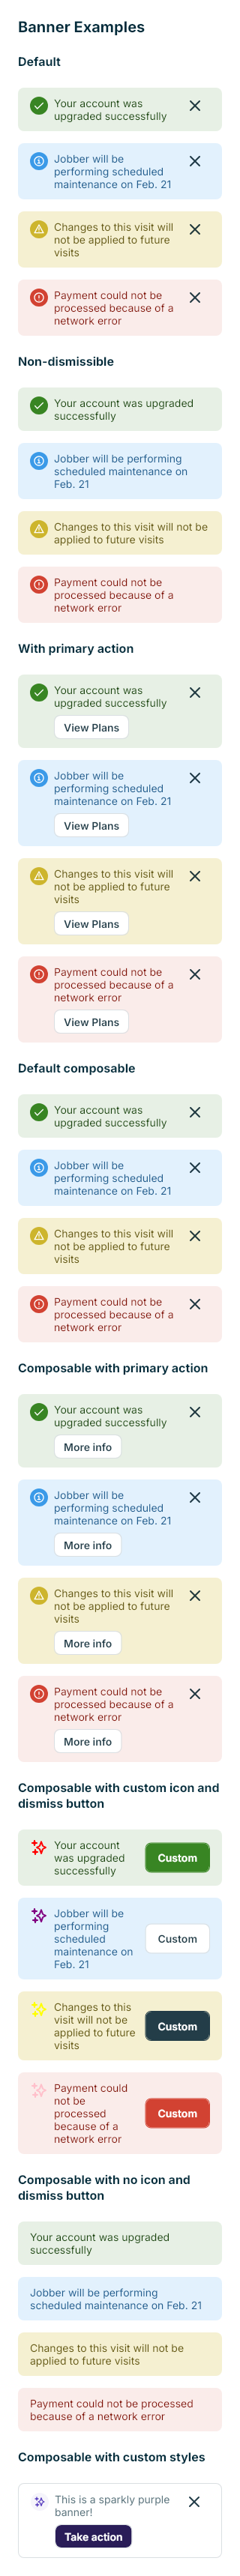 Banner Examples
Default
Your account was
upgraded successfully
Jobber will be
performing scheduled
maintenance on Feb. 21
Changes to this visit will
not be applied to future
visits
Payment could not be
processed because of a
network error
Non-dismissible
Your account was upgraded
successfully
Jobber will be performing
scheduled maintenance on
Feb. 21
Changes to this visit will not be
applied to future visits
Payment could not be
processed because of a
network error
With primary action
Your account was
upgraded successfully
View Plans
Jobber will be
performing scheduled
maintenance on Feb. 21
View Plans
Changes to this visit will
not be applied to future
visits
View Plans
Payment could not be
processed because of a
network error
View Plans
Default composable
Your account was
upgraded successfully
Jobber will be
performing scheduled
maintenance on Feb. 21
Changes to this visit will
not be applied to future
visits
Payment could not be
processed because of a
network error
Composable with primary action
Your account was
upgraded successfully
More info
Jobber will be
performing scheduled
maintenance on Feb. 21
More info
Changes to this visit will
not be applied to future
visits
More info
Payment could not be
processed because of a
network error
More info
Composable with custom icon and
dismiss button
Your account
was upgraded
successfully
Custom
Jobber will be
performing
scheduled
maintenance on
Feb. 21
Custom
Changes to this
visit will not be
applied to future
visits
Custom
Payment could
not be
processed
because of a
network error
Custom
Composable with no icon and
dismiss button
Your account was upgraded
successfully
Jobber will be performing
scheduled maintenance on Feb. 21
Changes to this visit will not be
applied to future visits
Payment could not be processed
because of a network error
Composable with custom styles
This is a sparkly purple
banner!
Take action